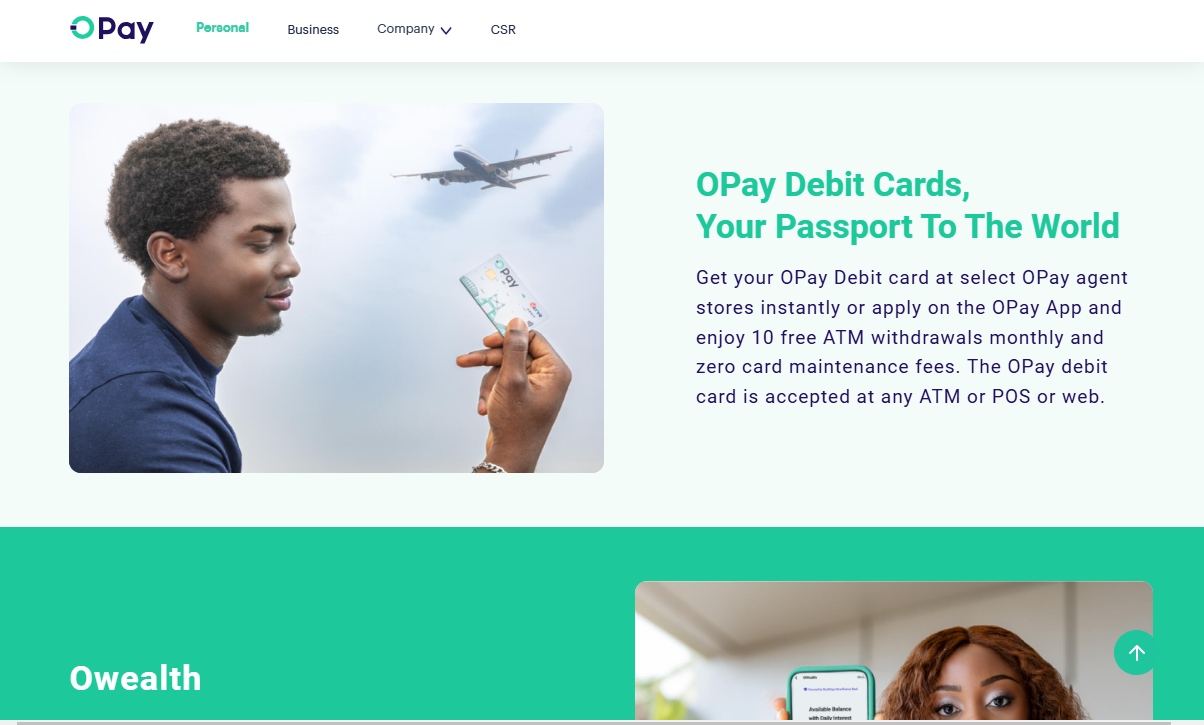 OPay
Personal
Business
Company
CSR
Pay
OPay Debit Cards,
Your Passport To The World
Get your OPay Debit card at select OPay agent
stores instantly or apply on the OPay App and
enjoy 10 free ATM withdrawals monthly and
zero card maintenance fees. The OPay debit
card is accepted at any ATM or POS or web.
Owealth
Available Balance
with Daily Interest